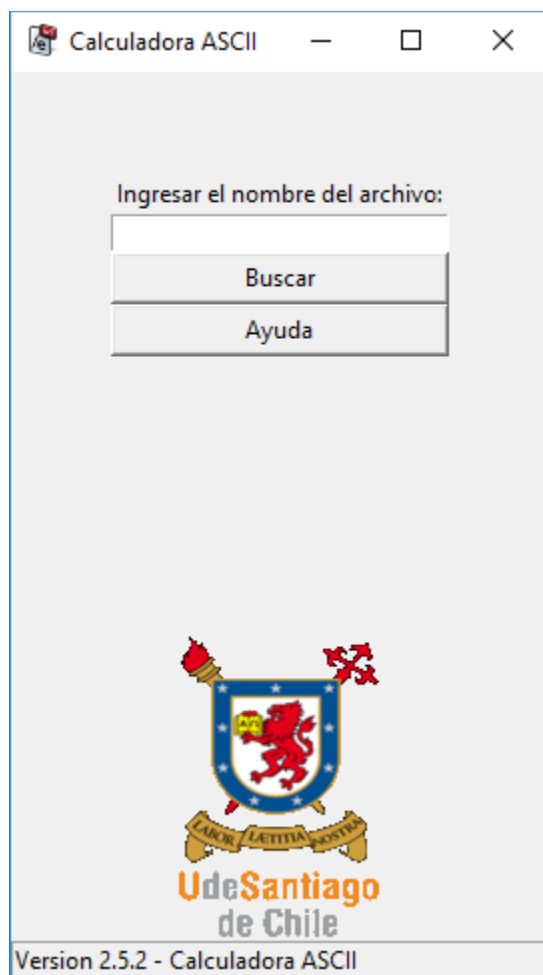 Calculadora ASCII
Ingresar el nombre del archivo:
Buscar
Ayuda
LABOR LÆTITIA NOSTRA
UdeSantiago
de Chile
Version 2.5.2 - Calculadora ASCII